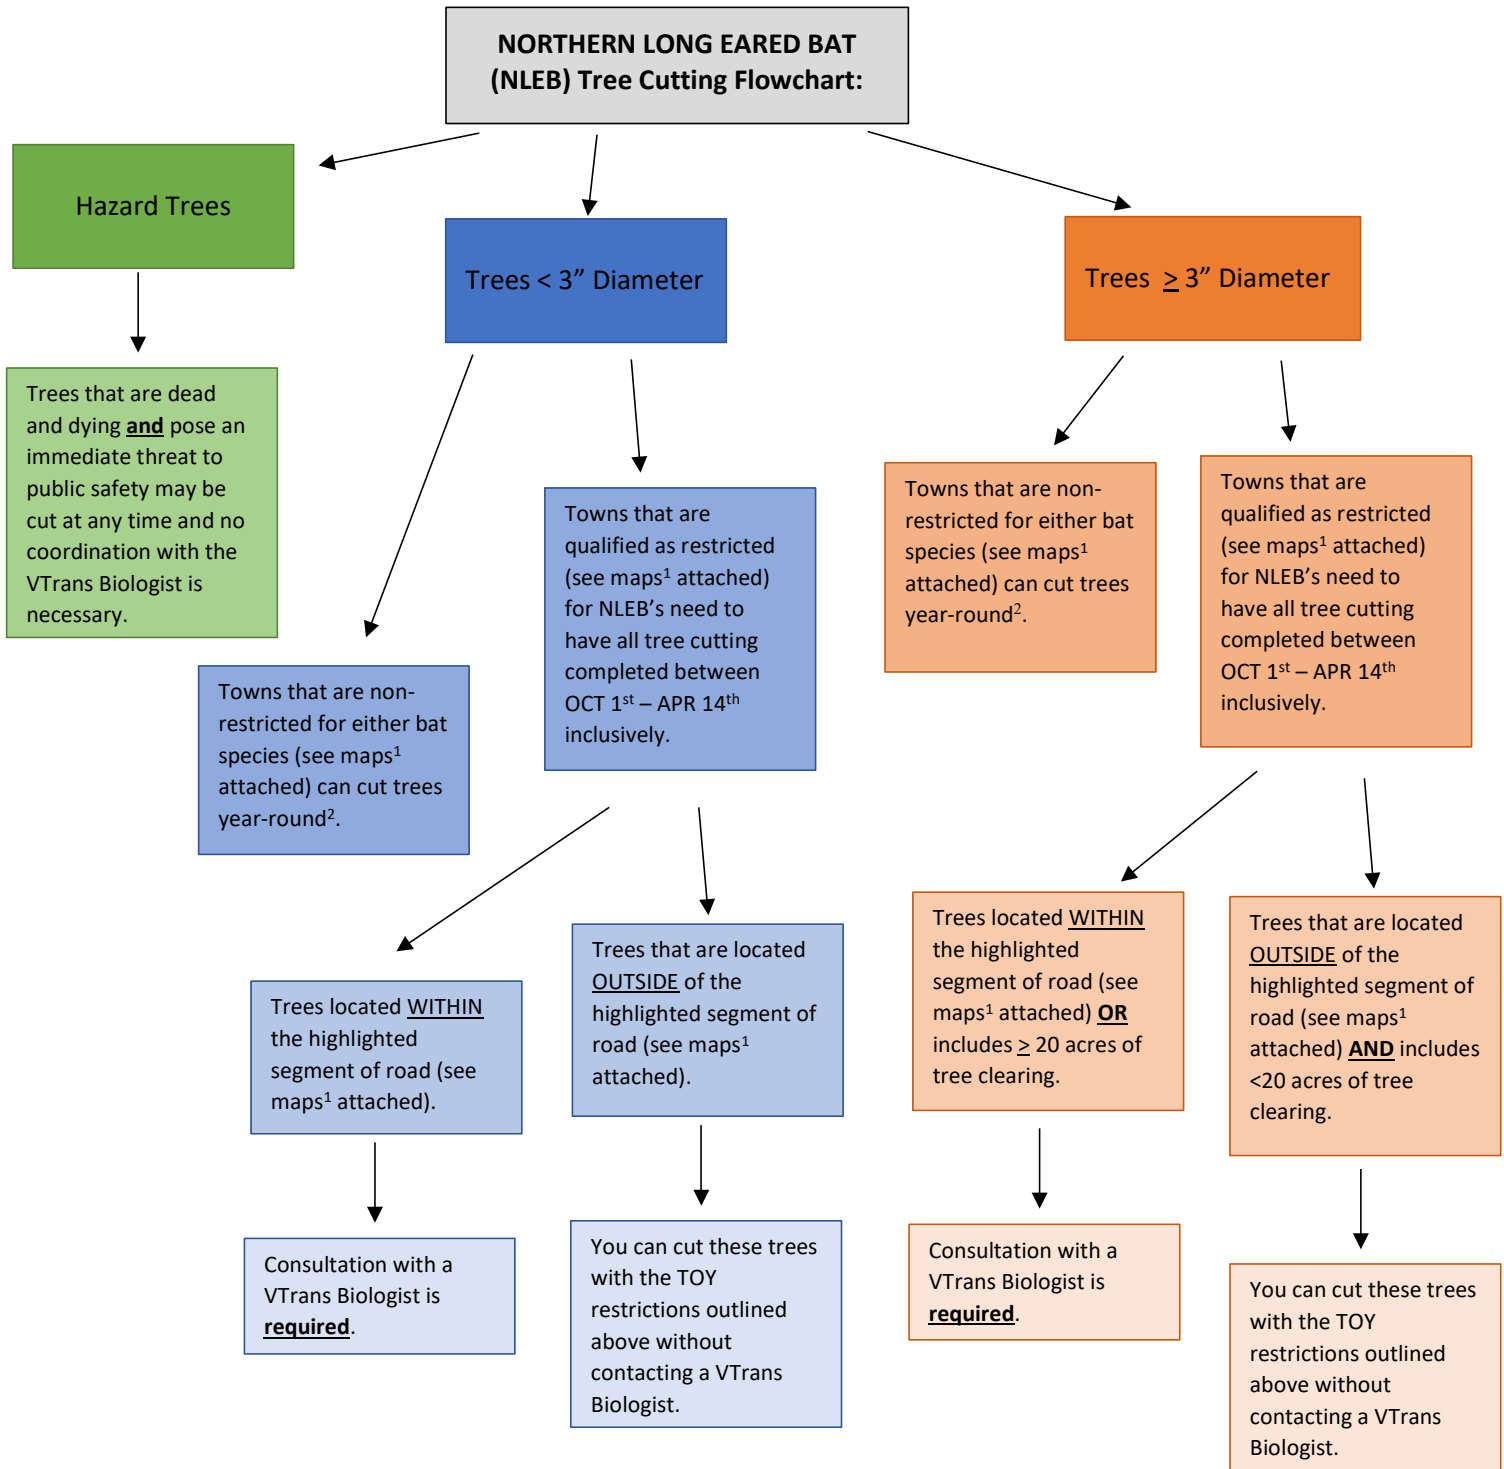 NORTHERN LONG EARED BAT
(NLEB) Tree Cutting Flowchart:
Hazard Trees
Trees < 3” Diameter
Trees ≥ 3” Diameter
Trees that are dead
and dying and pose an
immediate threat to
public safety may be
cut at any time and no
coordination with the
VTrans Biologist is
necessary.
Towns that are non-
restricted for either bat
species (see maps¹
attached) can cut trees
year-round².
Towns that are
qualified as restricted
(see maps¹ attached)
for NLEB’s need to
have all tree cutting
completed between
OCT 1st – APR 14th
inclusively.
Towns that are non-
restricted for either bat
species (see maps¹
attached) can cut trees
year-round².
Towns that are
qualified as restricted
(see maps¹ attached)
for NLEB’s need to
have all tree cutting
completed between
OCT 1st – APR 14th
inclusively.
Trees located WITHIN
the highlighted
segment of road (see
maps¹ attached).
Trees that are located
OUTSIDE of the
highlighted segment of
road (see maps¹
attached).
Trees located WITHIN
the highlighted
segment of road (see
maps¹ attached) OR
includes ≥ 20 acres of
tree clearing.
Trees that are located
OUTSIDE of the
highlighted segment of
road (see maps¹
attached) AND includes
<20 acres of tree
clearing.
Consultation with a
VTrans Biologist is
required.
You can cut these trees
with the TOY
restrictions outlined
above without
contacting a VTrans
Biologist.
Consultation with a
VTrans Biologist is
required.
You can cut these trees
with the TOY
restrictions outlined
above without
contacting a VTrans
Biologist.